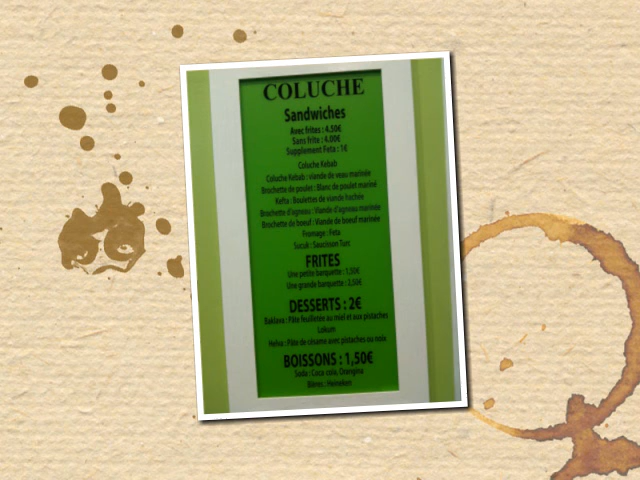 COLUCHE
Sandwiches
Avec frites : 4.50€
Sans frite : 4.00€
Supplement Feta : 1€
Coluche Kebab
Coluche Kebab : viande de veau marinée
Brochette de poulet : Blanc de poulet mariné
Kefta : Boulettes de viande hachée
Brochette d'agneau : Viande d'agneau marinée
Brochette de boeuf : Viande de boeuf marinée
Fromage : Feta
Sucuk : Saucisson Turc
FRITES
Une petite barquette : 1,50€
Une grande barquette : 2,50€
DESSERTS : 2€
Baklava : Pâte feuilletée au miel et aux pistaches
Lokum
Helva : Pâte de césame avec pistaches ou noix
BOISSONS : 1,50€
Soda : Coca cola, Orangina
Bières : Heineken